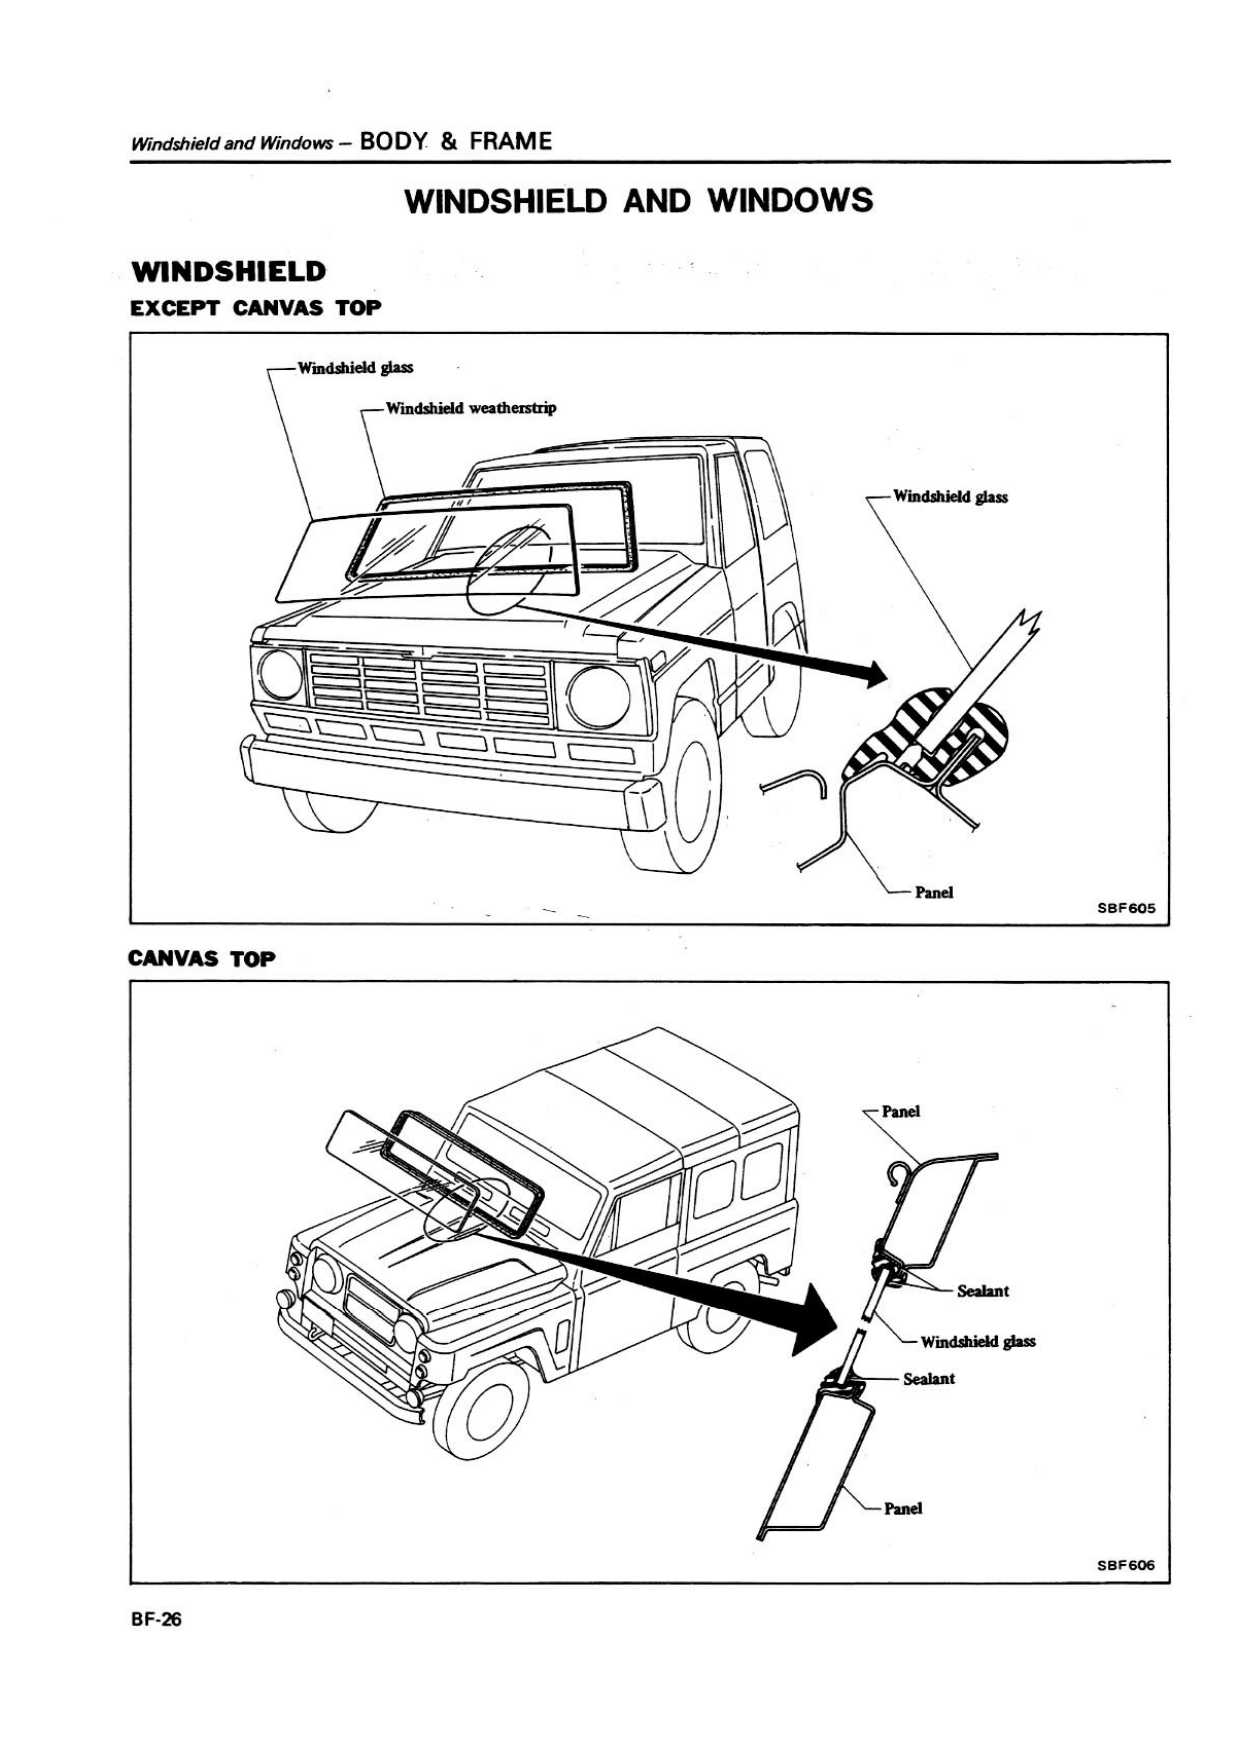 Windshield and Windows — BODY & FRAME
WINDSHIELD AND WINDOWS
WINDSHIELD
EXCEPT CANVAS TOP
Windshield glass
Windshield weatherstrip
Windshield glass
Panel
SBF605
CANVAS TOP
Panel
Sealant
Windshield glass
Sealant
Panel
SBF606
BF-26